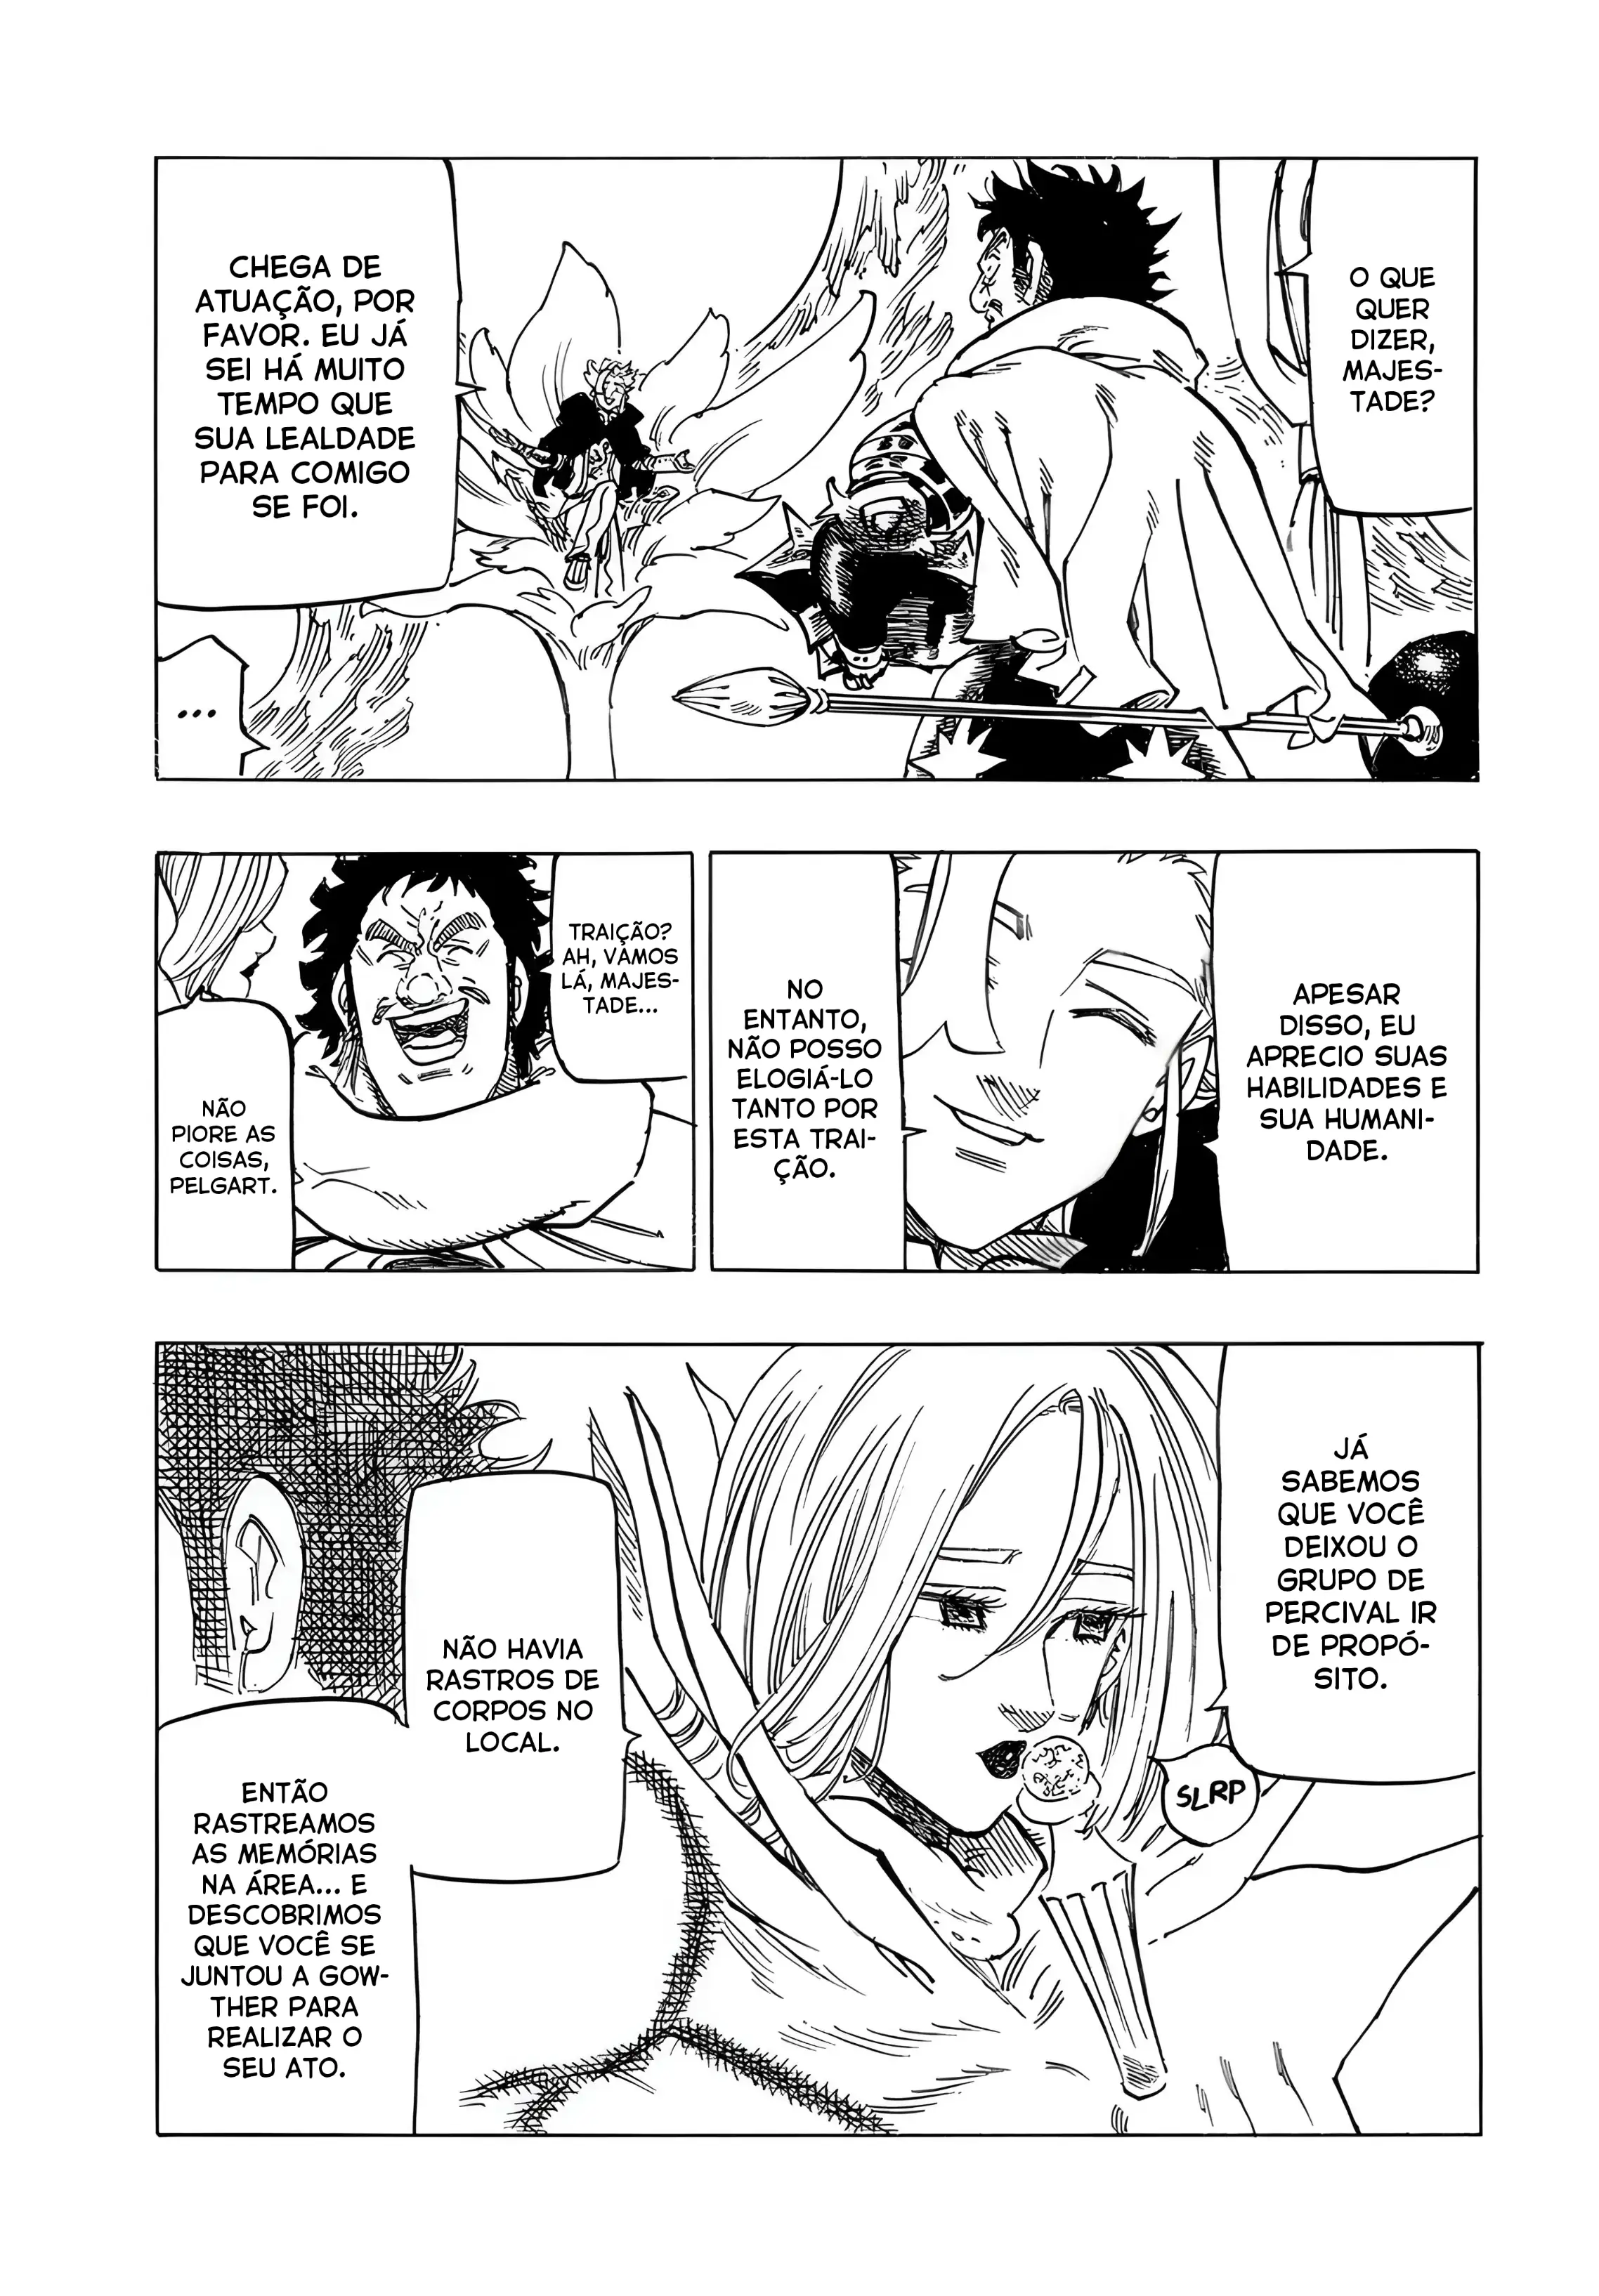 O QUE
QUER
DIZER,
MAJES-
TADE?
CHEGA DE
ATUAÇÃO, POR
FAVOR. EU JÁ
SEI HÁ MUITO
TEMPO QUE
SUA LEALDADE
PARA COMIGO
SE FOI.
...
APESAR
DISSO, EU
APRECIO SUAS
HABILIDADES E
SUA HUMANI-
DADE.
NO
ENTANTO,
NÃO POSSO
ELOGIÁ-LO
TANTO POR
ESTA TRAI-
ÇÃO.
TRAIÇÃO?
AH, VAMOS
LÁ, MAJES-
TADE...
NÃO
PIORE AS
COISAS,
PELGART.
JÁ
SABEMOS
QUE VOCÊ
DEIXOU O
GRUPO DE
PERCIVAL IR
DE PROPÓ-
SITO.
SLRP
NÃO HAVIA
RASTROS DE
CORPOS NO
LOCAL.
ENTÃO
RASTREAMOS
AS MEMÓRIAS
NA ÁREA... E
DESCOBRIMOS
QUE VOCÊ SE
JUNTOU A GOW-
THER PARA
REALIZAR O
SEU ATO.